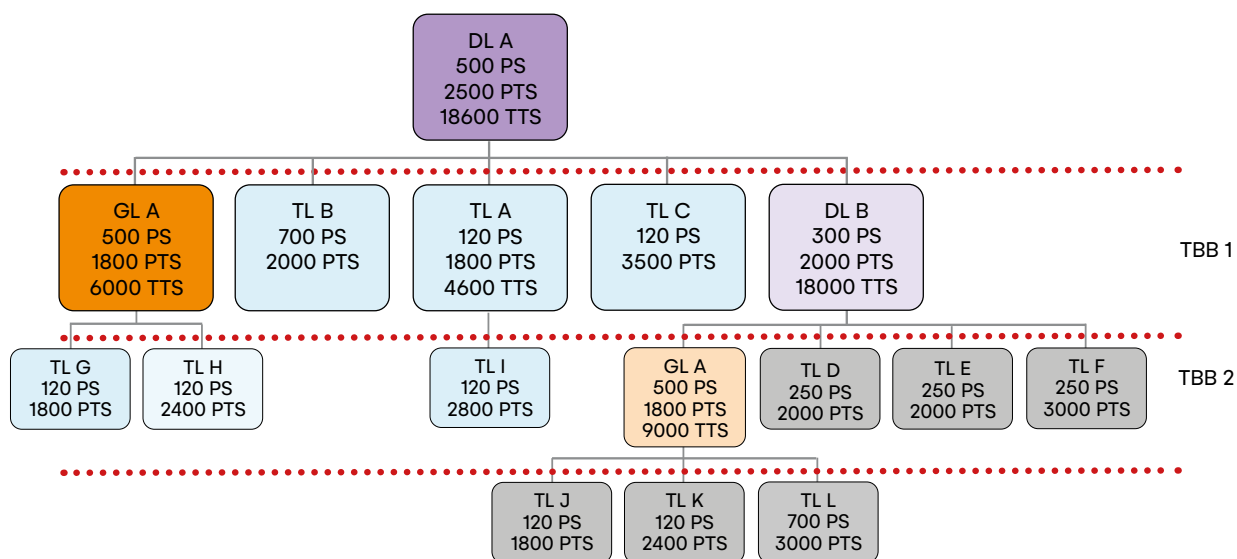 DL A
500 PS
2500 PTS
18600 TTS
GL A
500 PS
1800 PTS
6000 TTS
TL B
700 PS
2000 PTS
TL A
120 PS
1800 PTS
4600 TTS
TL C
120 PS
3500 PTS
DL B
300 PS
2000 PTS
18000 TTS
TBB 1
TL G
120 PS
1800 PTS
TL H
120 PS
2400 PTS
TL I
120 PS
2800 PTS
GL A
500 PS
1800 PTS
9000 TTS
TL D
250 PS
2000 PTS
TL E
250 PS
2000 PTS
TL F
250 PS
3000 PTS
TBB 2
TL J
120 PS
1800 PTS
TL K
120 PS
2400 PTS
TL L
700 PS
3000 PTS